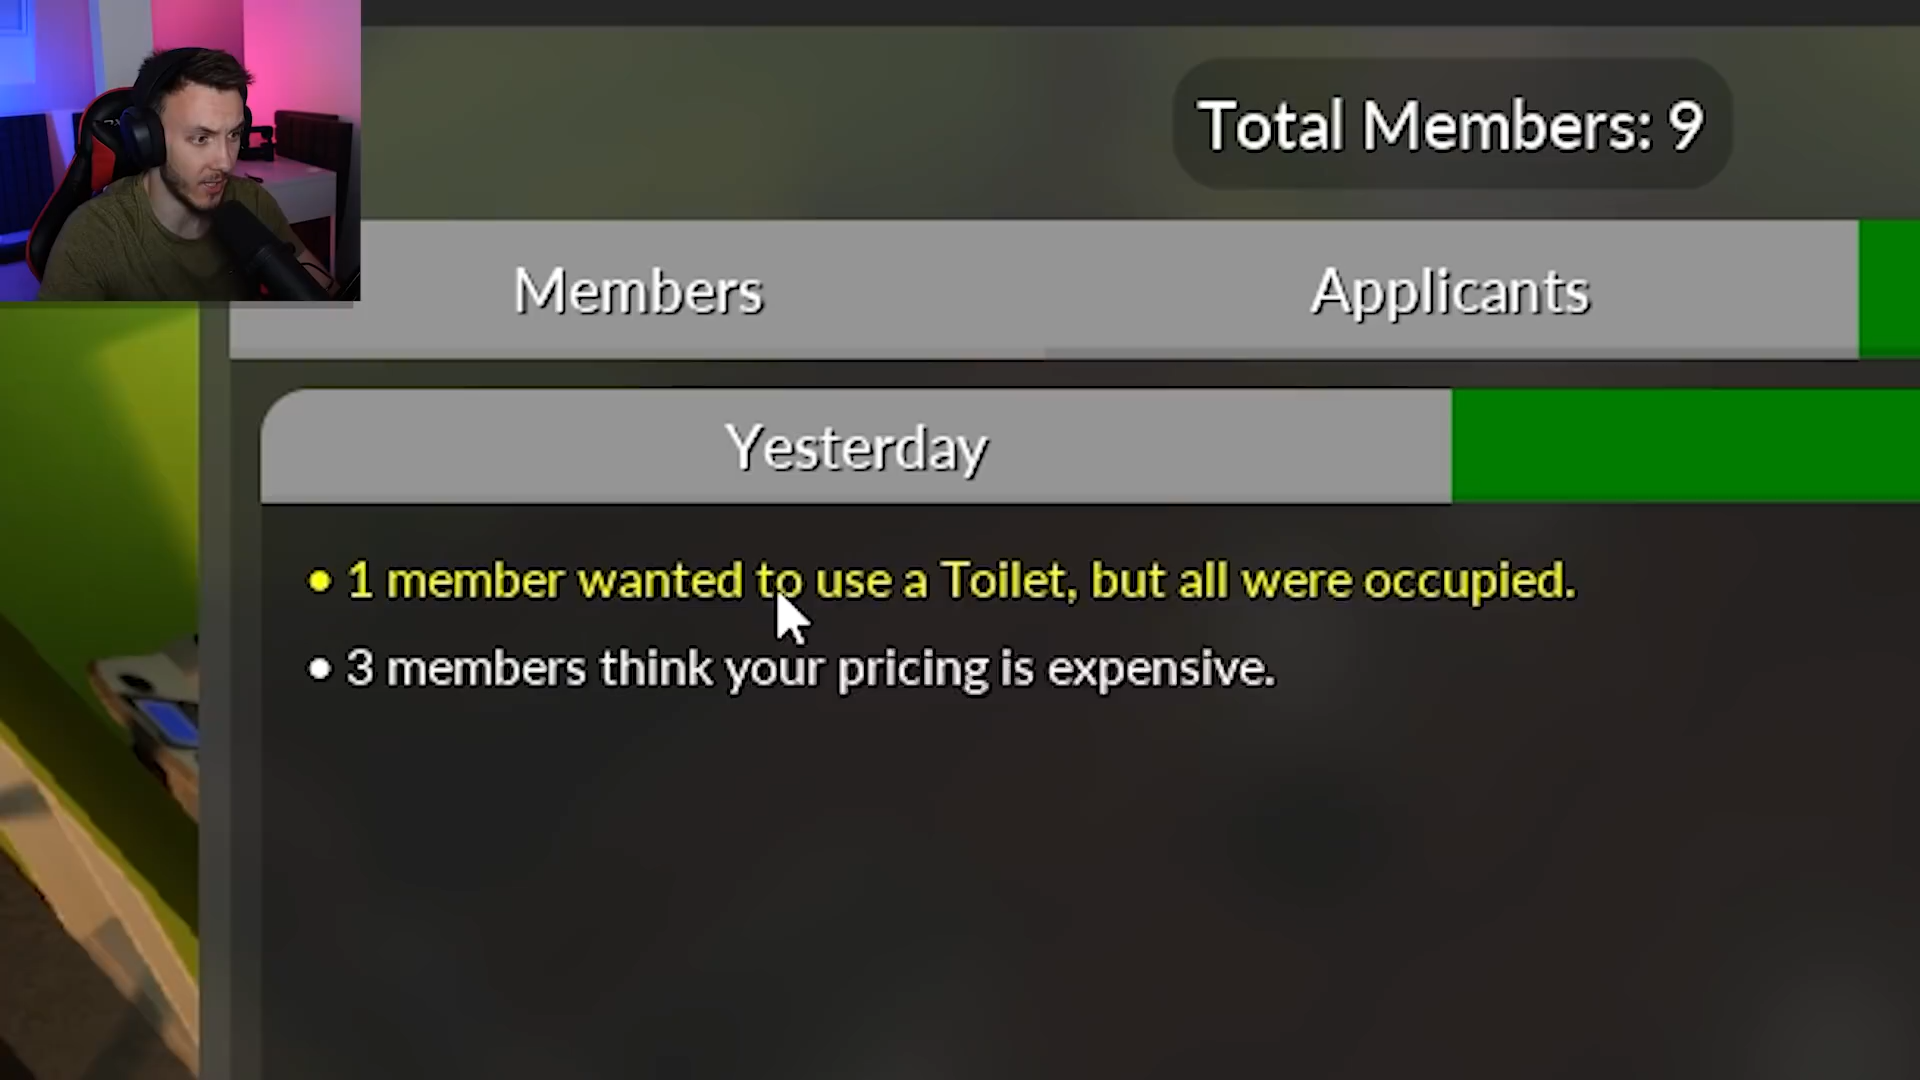 Total Members: 9
Members
Applicants
Yesterday
• 1 member wanted to use a Toilet, but all were occupied.
• 3 members think your pricing is expensive.